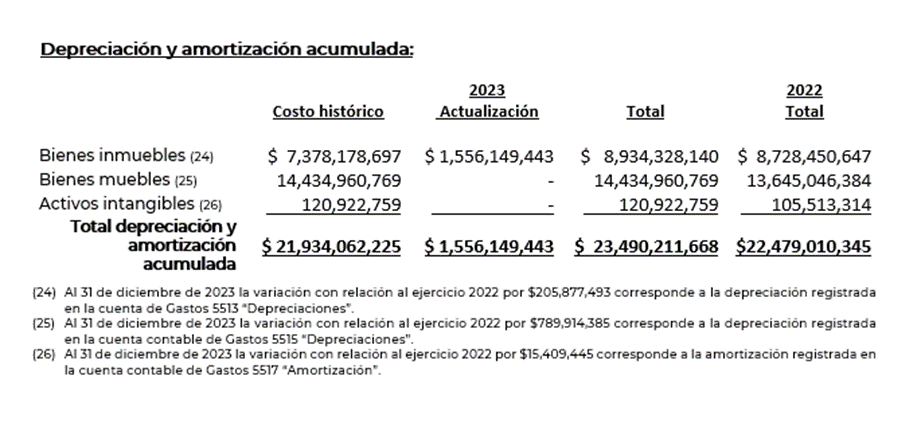 Depreciación y amortización acumulada:
2023 2022
Costo histórico Actualización Total Total
Bienes inmuebles (24) $ 7,378,178,697 $ 1,556,149,443 $ 8,934,328,140 $ 8,728,450,647
Bienes muebles (25) 14,434,960,769 - 14,434,960,769 13,645,046,384
Activos intangibles (26) 120,922,759 - 120,922,759 105,513,314
Total depreciación y
amortización $ 21,934,062,225 $ 1,556,149,443 $ 23,490,211,668 $22,479,010,345
acumulada
(24) Al 31 de diciembre de 2023 la variación con relación al ejercicio 2022 por $205,877,493 corresponde a la depreciación registrada
en la cuenta de Gastos 5513 “Depreciaciones”.
(25) Al 31 de diciembre de 2023 la variación con relación al ejercicio 2022 por $789,914,385 corresponde a la depreciación registrada
en la cuenta contable de Gastos 5515 “Depreciaciones”.
(26) Al 31 de diciembre de 2023 la variación con relación al ejercicio 2022 por $15,409,445 corresponde a la amortización registrada en
la cuenta contable de Gastos 5517 “Amortización”.